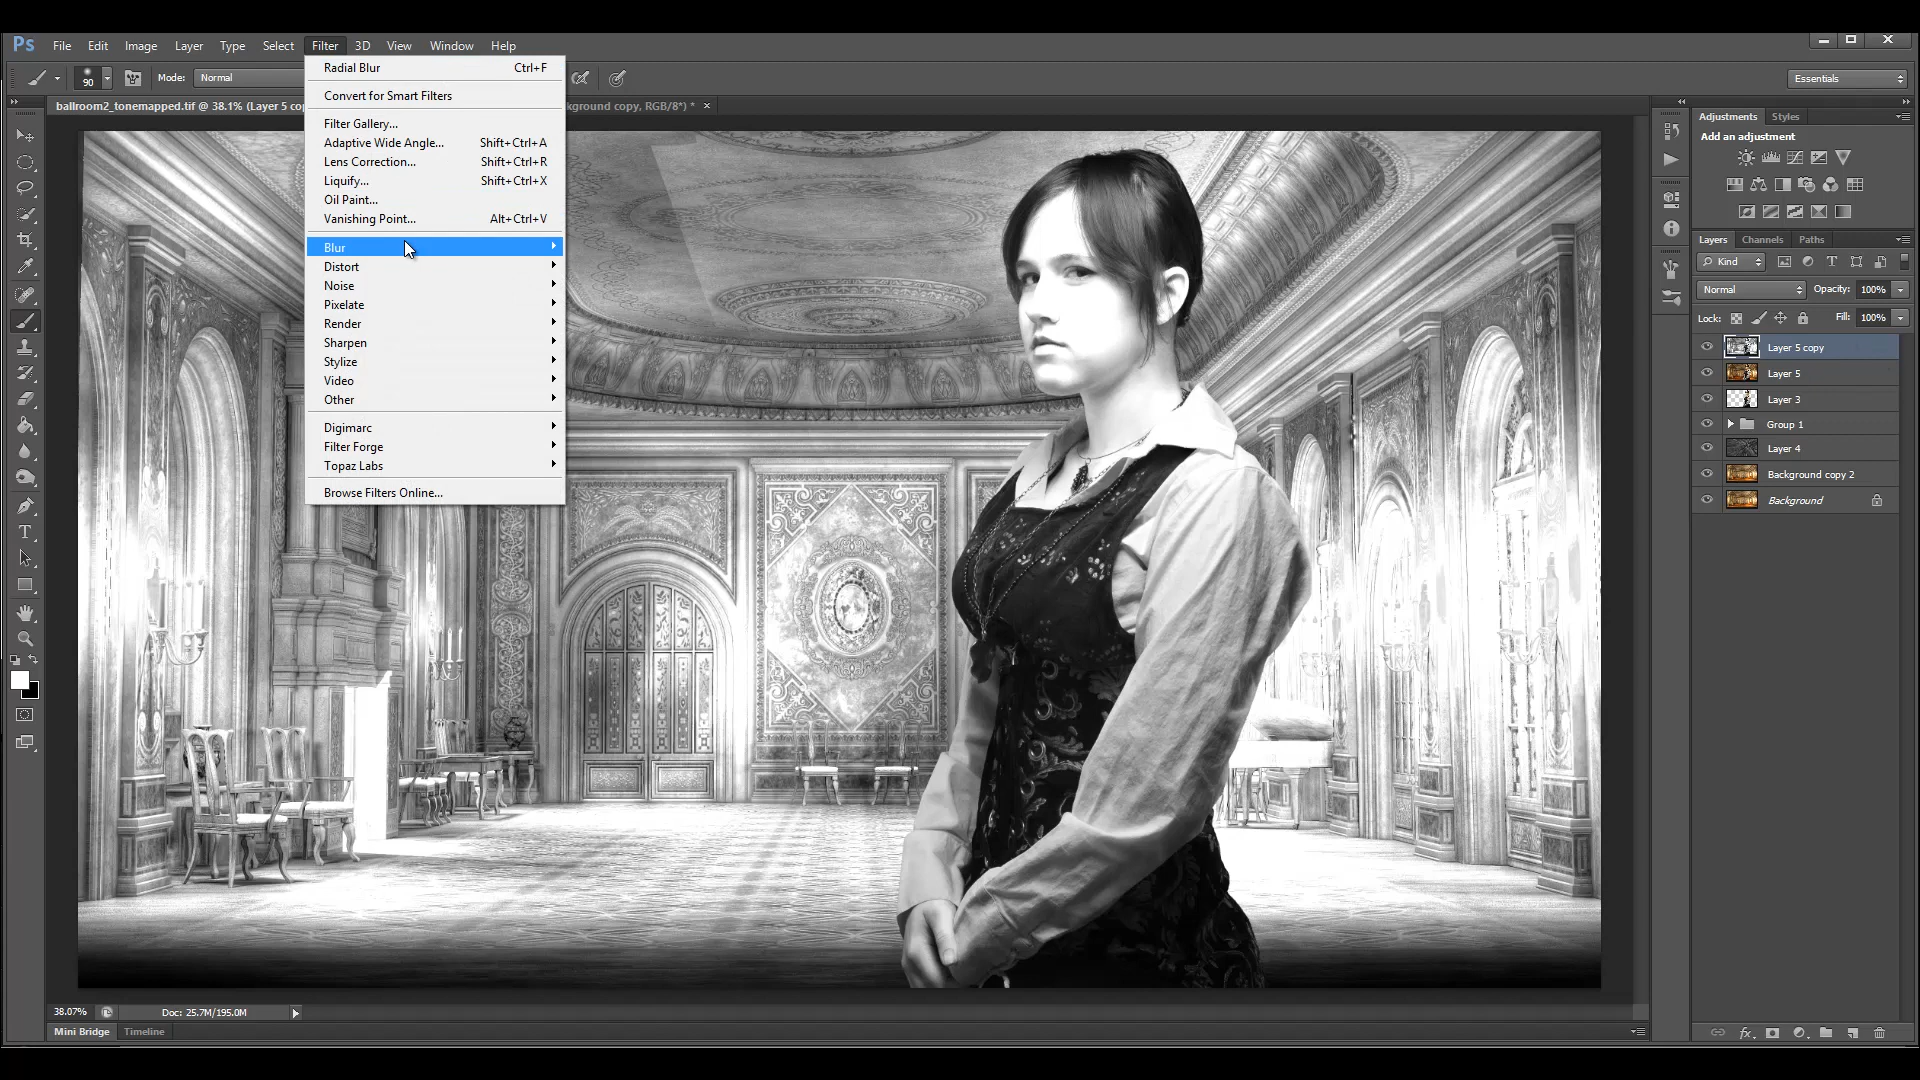 Ps File Edit Image Layer Type Select Filter 3D View Window Help
90 Mode: Normal
Essentials
ballroom2_tonemapped.tif @ 38.1% (Layer 5 cop
kground copy, RGB/8*) * ×
Radial Blur Ctrl+F
Convert for Smart Filters
Filter Gallery...
Adaptive Wide Angle... Shift+Ctrl+A
Lens Correction... Shift+Ctrl+R
Liquify... Shift+Ctrl+X
Oil Paint...
Vanishing Point... Alt+Ctrl+V
Blur
Distort
Noise
Pixelate
Render
Sharpen
Stylize
Video
Other
Digimarc
Filter Forge
Topaz Labs
Browse Filters Online...
Adjustments Styles
Add an adjustment
Layers Channels Paths
Kind
Normal Opacity: 100%
Lock: Fill: 100%
Layer 5 copy
Layer 5
Layer 3
Group 1
Layer 4
Background copy 2
Background
38.07% Doc: 25.7M/195.0M
Mini Bridge Timeline